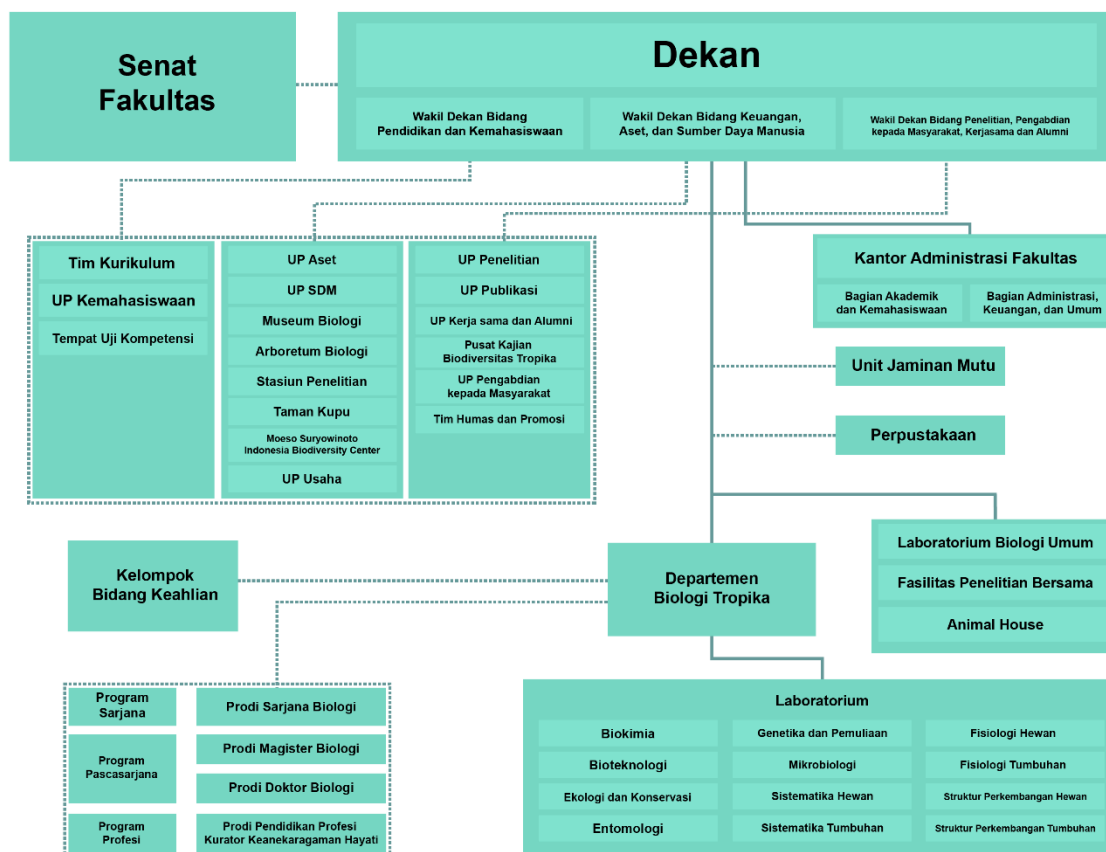 Senat
Fakultas
Dekan
Wakil Dekan Bidang
Pendidikan dan Kemahasiswaan
Wakil Dekan Bidang Keuangan,
Aset, dan Sumber Daya Manusia
Wakil Dekan Bidang Penelitian, Pengabdian
kepada Masyarakat, Kerjasama dan Alumni
Tim Kurikulum
UP Kemahasiswaan
Tempat Uji Kompetensi
UP Aset
UP SDM
Museum Biologi
Arboretum Biologi
Stasiun Penelitian
Taman Kupu
Moeso Suryowinoto
Indonesia Biodiversity Center
UP Usaha
UP Penelitian
UP Publikasi
UP Kerja sama dan Alumni
Pusat Kajian
Biodiversitas Tropika
UP Pengabdian
kepada Masyarakat
Tim Humas dan Promosi
Kantor Administrasi Fakultas
Bagian Akademik
dan Kemahasiswaan
Bagian Administrasi,
Keuangan, dan Umum
Unit Jaminan Mutu
Perpustakaan
Laboratorium Biologi Umum
Fasilitas Penelitian Bersama
Animal House
Kelompok
Bidang Keahlian
Departemen
Biologi Tropika
Program
Sarjana
Prodi Sarjana Biologi
Program
Pascasarjana
Prodi Magister Biologi
Prodi Doktor Biologi
Program
Profesi
Prodi Pendidikan Profesi
Kurator Keanekaragaman Hayati
Laboratorium
Biokimia
Genetika dan Pemuliaan
Fisiologi Hewan
Bioteknologi
Mikrobiologi
Fisiologi Tumbuhan
Ekologi dan Konservasi
Sistematika Hewan
Struktur Perkembangan Hewan
Entomologi
Sistematika Tumbuhan
Struktur Perkembangan Tumbuhan